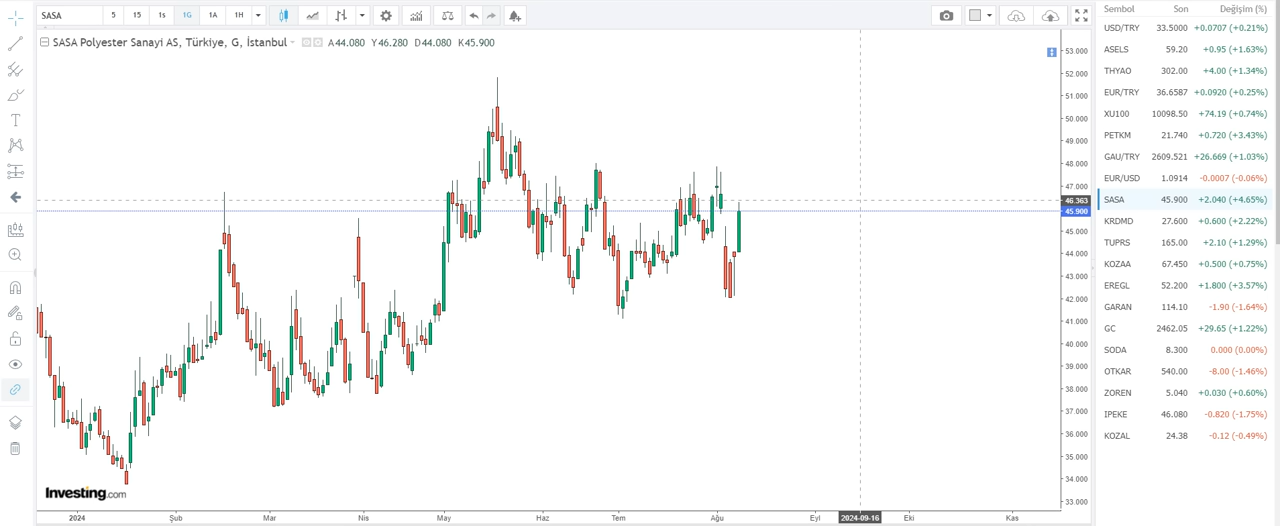 SASA 5 15 1s 1G 1A 1H
SASA Polyester Sanayi AS, Türkiye, G, İstanbul A44.080 Y46.280 D44.080 K45.900
53.000
52.000
51.000
50.000
49.000
48.000
47.000
46.363
45.900
45.000
44.000
43.000
42.000
41.000
40.000
39.000
38.000
37.000
36.000
35.000
34.000
33.000
Investing.com
2024 Şub Mar Nis May Haz Tem Ağu Eyl 2024-09-16 Eki Kas
Sembol Son Değişim (%)
USD/TRY 33.5000 +0.0707 (+0.21%)
ASELS 59.20 +0.95 (+1.63%)
THYAO 302.00 +4.00 (+1.34%)
EUR/TRY 36.6587 +0.0920 (+0.25%)
XU100 10098.50 +74.19 (+0.74%)
PETKM 21.740 +0.720 (+3.43%)
GAU/TRY 2609.521 +26.669 (+1.03%)
EUR/USD 1.0914 -0.0007 (-0.06%)
SASA 45.900 +2.040 (+4.65%)
KRDMD 27.600 +0.600 (+2.22%)
TUPRS 165.00 +2.10 (+1.29%)
KOZAA 67.450 +0.500 (+0.75%)
EREGL 52.200 +1.800 (+3.57%)
GARAN 114.10 -1.90 (-1.64%)
GC 2462.05 +29.65 (+1.22%)
SODA 8.300 0.000 (0.00%)
OTKAR 540.00 -8.00 (-1.46%)
ZOREN 5.040 +0.030 (+0.60%)
IPEKE 46.080 -0.820 (-1.75%)
KOZAL 24.38 -0.12 (-0.49%)